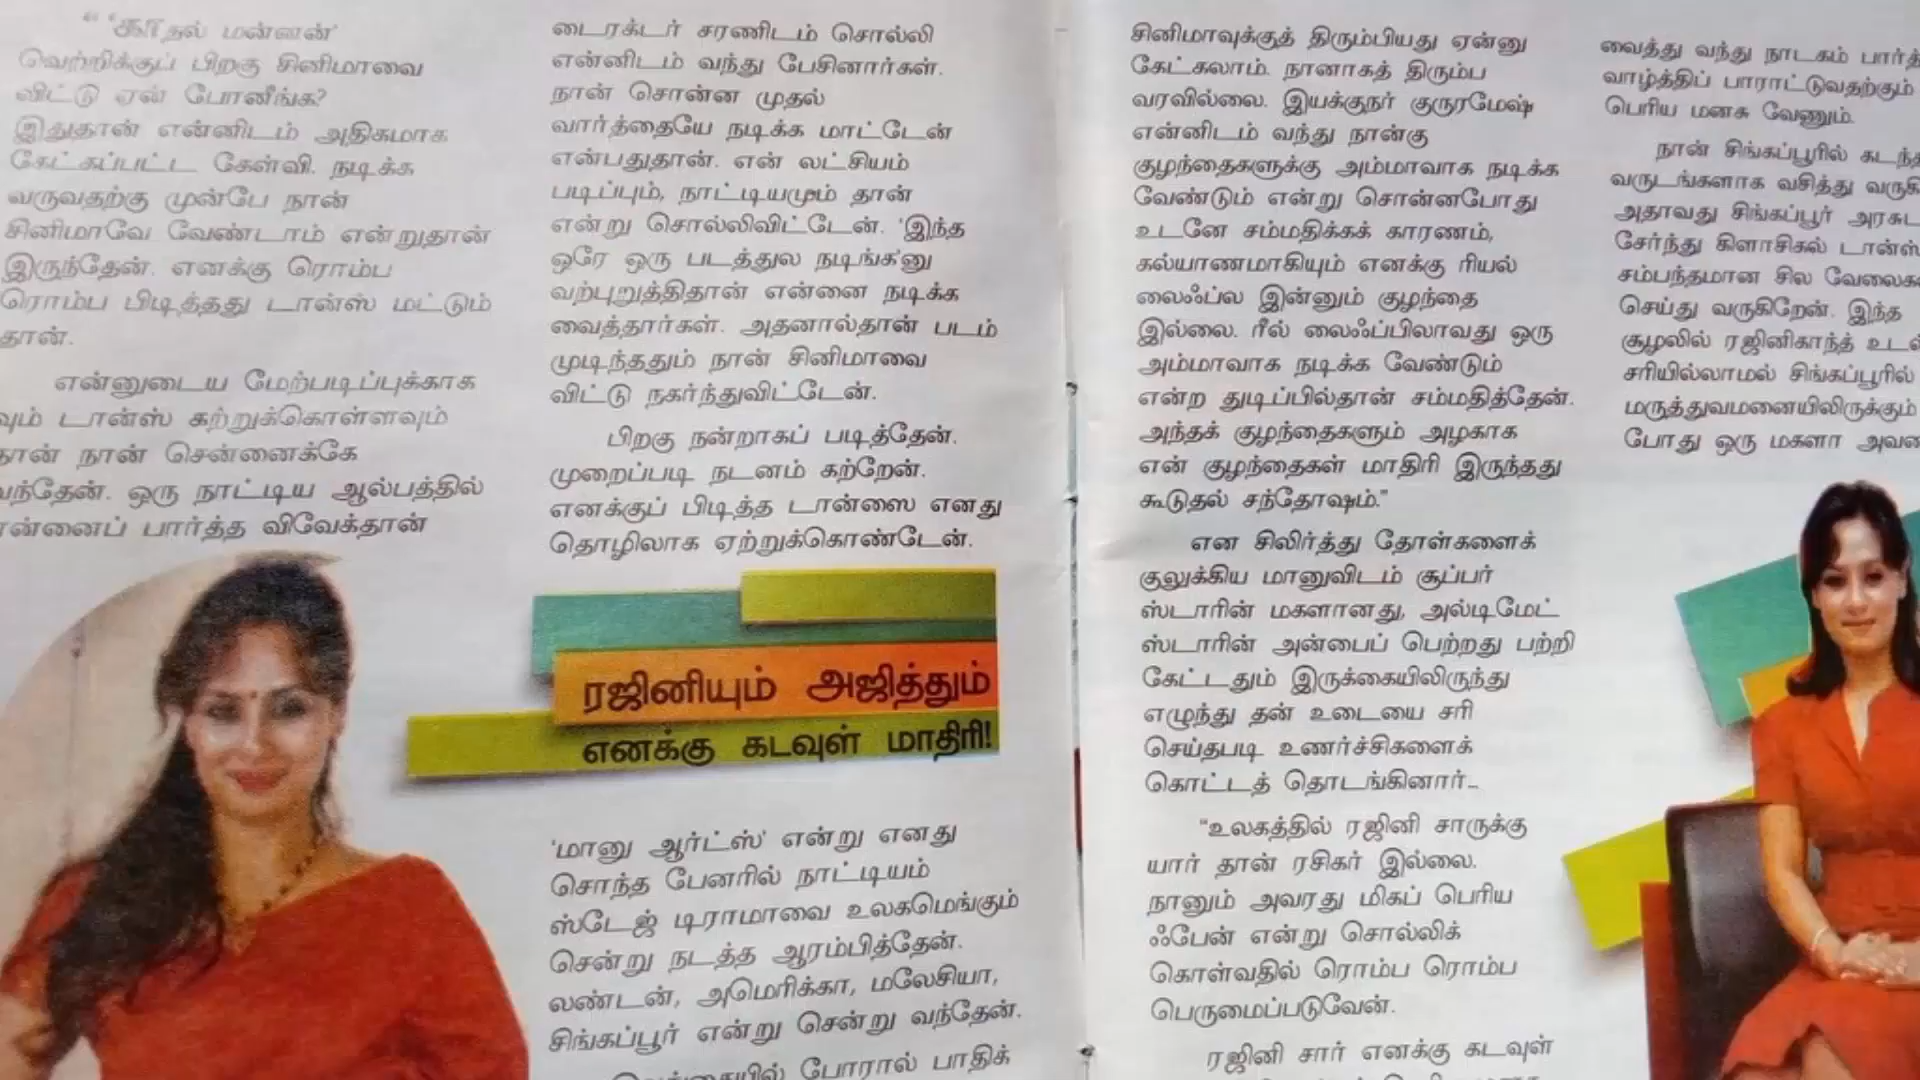 “ ‘காதல் மன்னன்’
வெற்றிக்குப் பிறகு சினிமாவை
விட்டு ஏன் போனீங்க?
இதுதான் என்னிடம் அதிகமாக
கேட்கப்பட்ட கேள்வி. நடிக்க
வருவதற்கு முன்பே நான்
சினிமாவே வேண்டாம் என்றுதான்
இருந்தேன். எனக்கு ரொம்ப
ரொம்ப பிடித்தது டான்ஸ் மட்டும்
தான்.
என்னுடைய மேற்படிப்புக்காக
வும் டான்ஸ் கற்றுக்கொள்ளவும்
தான் நான் சென்னைக்கே
வந்தேன். ஒரு நாட்டிய ஆல்பத்தில்
என்னைப் பார்த்த விவேக்தான்
டைரக்டர் சரணிடம் சொல்லி
என்னிடம் வந்து பேசினார்கள்.
நான் சொன்ன முதல்
வார்த்தையே நடிக்க மாட்டேன்
என்பதுதான். என் லட்சியம்
படிப்பும், நாட்டியமும் தான்
என்று சொல்லிவிட்டேன். ‘இந்த
ஒரே ஒரு படத்துல நடிங்க’னு
வற்புறுத்திதான் என்னை நடிக்க
வைத்தார்கள். அதனால்தான் படம்
முடிந்ததும் நான் சினிமாவை
விட்டு நகர்ந்துவிட்டேன்.
பிறகு நன்றாகப் படித்தேன்.
முறைப்படி நடனம் கற்றேன்.
எனக்குப் பிடித்த டான்ஸை எனது
தொழிலாக ஏற்றுக்கொண்டேன்.
ரஜினியும் அஜித்தும்
எனக்கு கடவுள் மாதிரி!
‘மானு ஆர்ட்ஸ்’ என்று எனது
சொந்த பேனரில் நாட்டியம்
ஸ்டேஜ் டிராமாவை உலகமெங்கும்
சென்று நடத்த ஆரம்பித்தேன்.
லண்டன், அமெரிக்கா, மலேசியா,
சிங்கப்பூர் என்று சென்று வந்தேன்.
போரால் பாதிக்
சினிமாவுக்குத் திரும்பியது ஏன்னு
கேட்கலாம். நானாகத் திரும்ப
வரவில்லை. இயக்குநர் குருரமேஷ்
என்னிடம் வந்து நான்கு
குழந்தைகளுக்கு அம்மாவாக நடிக்க
வேண்டும் என்று சொன்னபோது
உடனே சம்மதிக்கக் காரணம்,
கல்யாணமாகியும் எனக்கு ரியல்
லைஃப்ல இன்னும் குழந்தை
இல்லை. ரீல் லைஃப்பிலாவது ஒரு
அம்மாவாக நடிக்க வேண்டும்
என்ற துடிப்பில்தான் சம்மதித்தேன்.
அந்தக் குழந்தைகளும் அழகாக
என் குழந்தைகள் மாதிரி இருந்தது
கூடுதல் சந்தோஷம்.”
என சிலிர்த்து தோள்களைக்
குலுக்கிய மானுவிடம் சூப்பர்
ஸ்டாரின் மகளானது, அல்டிமேட்
ஸ்டாரின் அன்பைப் பெற்றது பற்றி
கேட்டதும் இருக்கையிலிருந்து
எழுந்து தன் உடையை சரி
செய்தபடி உணர்ச்சிகளைக்
கொட்டத் தொடங்கினார்...
“உலகத்தில் ரஜினி சாருக்கு
யார் தான் ரசிகர் இல்லை.
நானும் அவரது மிகப் பெரிய
ஃபேன் என்று சொல்லிக்
கொள்வதில் ரொம்ப ரொம்ப
பெருமைப்படுவேன்.
ரஜினி சார் எனக்கு கடவுள்
வைத்து வந்து நாடகம் பார்த்
வாழ்த்திப் பாராட்டுவதற்கும்
பெரிய மனசு வேணும்.
நான் சிங்கப்பூரில் கடந்த
வருடங்களாக வசித்து வருகி
அதாவது சிங்கப்பூர் அரசுட
சேர்ந்து கிளாசிகல் டான்ஸ்
சம்பந்தமான சில வேலைக
செய்து வருகிறேன். இந்த
சூழலில் ரஜினிகாந்த் உடல்
சரியில்லாமல் சிங்கப்பூரில்
மருத்துவமனையிலிருக்கும்
போது ஒரு மகளா அவரை